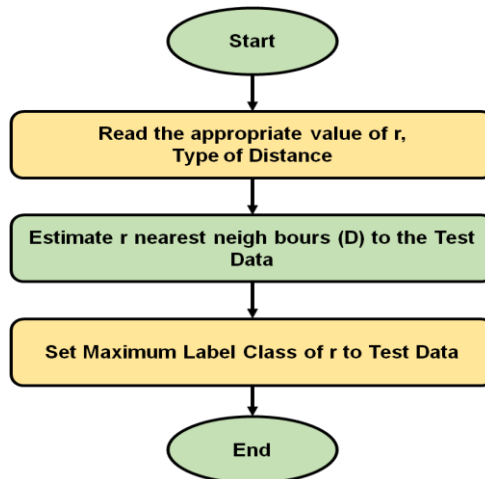 Start
Read the appropriate value of r,
Type of Distance
Estimate r nearest neigh bours (D) to the Test
Data
Set Maximum Label Class of r to Test Data
End